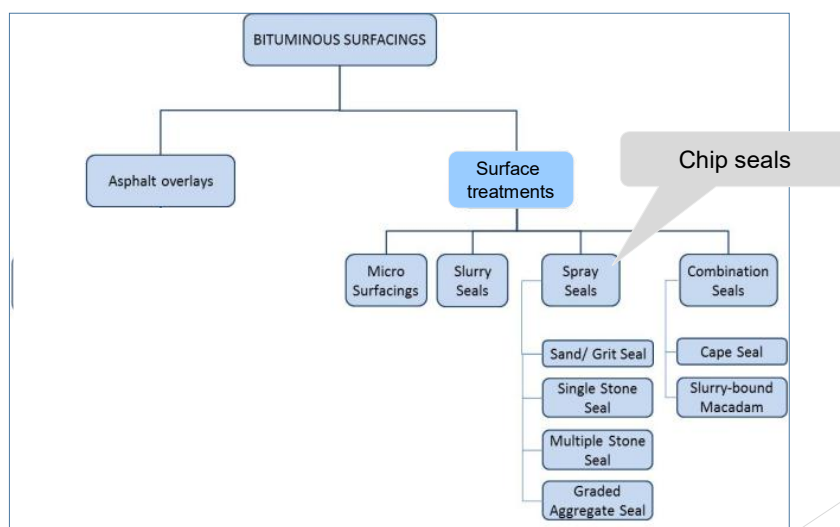 BITUMINOUS SURFACINGS
Asphalt overlays
Surface
treatments
Chip seals
Micro
Surfacings
Slurry
Seals
Spray
Seals
Combination
Seals
Sand/ Grit Seal
Single Stone
Seal
Multiple Stone
Seal
Graded
Aggregate Seal
Cape Seal
Slurry-bound
Macadam